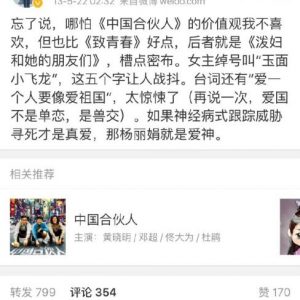 13-5-22 02:32 来自微博 weibo.com
忘了说，哪怕《中国合伙人》的价值观我不喜
欢，但也比《致青春》好点，后者就是《泼妇
和她的朋友们》，槽点密布。女主绰号叫“玉面
小飞龙”，这五个字让人战抖。台词还有“爱一
个人要像爱祖国”，太惊悚了（再说一次，爱国
不是单恋，是兽交）。如果神经病式跟踪威胁
寻死才是真爱，那杨丽娟就是爱神。
相关推荐
中国合伙人
主演：黄晓明 / 邓超 / 佟大为 / 杜鹃
转发 799
评论 354
赞 170